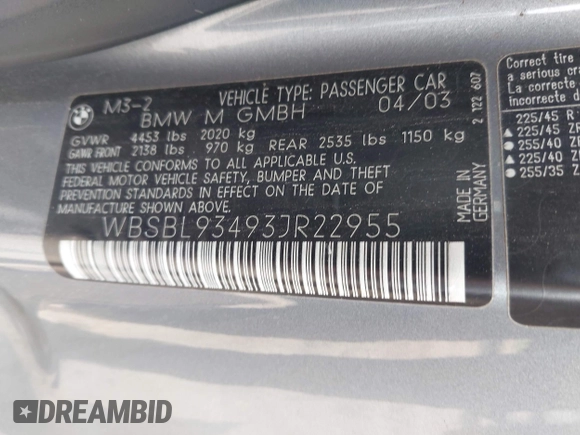 BMW
M3-2
VEHICLE TYPE: PASSENGER CAR
BMW M GMBH
04/03
GVWR 4453 lbs 2020 kg
GAWR FRONT 2138 lbs 970 kg REAR 2535 lbs 1150 kg
THIS VEHICLE CONFORMS TO ALL APPLICABLE U.S.
FEDERAL MOTOR VEHICLE SAFETY, BUMPER AND THEFT
PREVENTION STANDARDS IN EFFECT ON THE DATE OF
MANUFACTURE SHOWN ABOVE.
WBSBL93493JR22955
MADE IN
GERMANY
2 122 607
Correct tire
a serious cra
La correcte
un
225/45 R
225/45 Z
255/40 ZF
225/40 Z
255/35 Z
DREAMBID